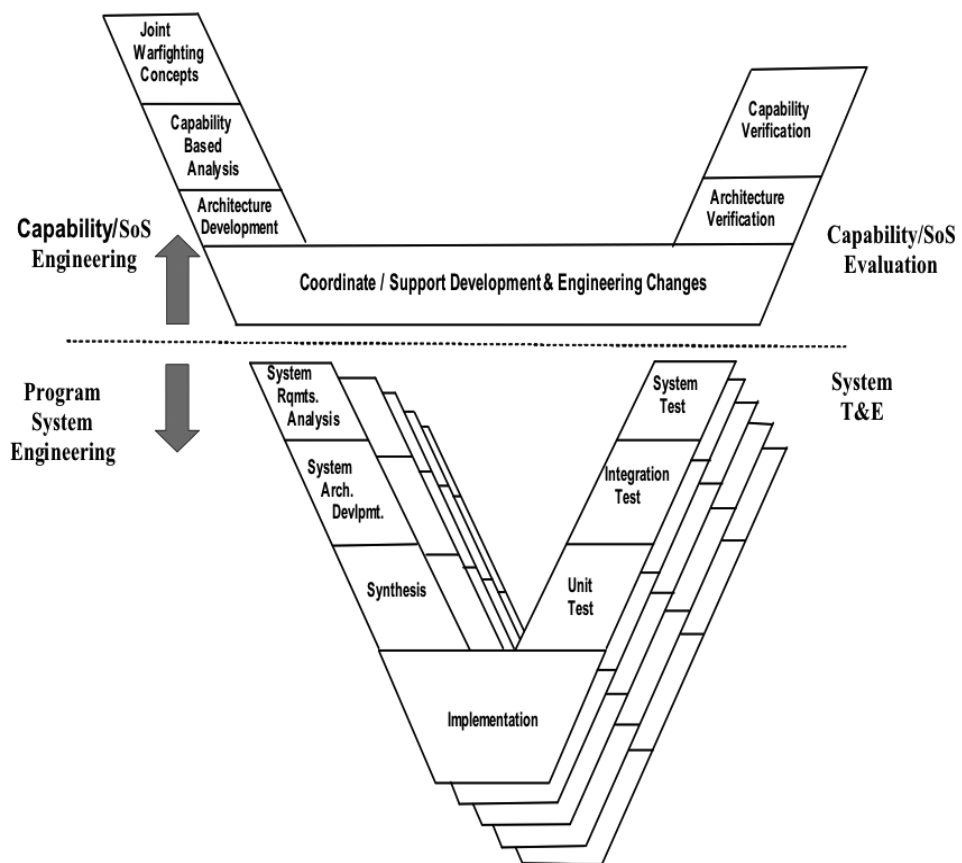 Joint
Warfighting
Concepts
Capability
Based
Analysis
Architecture
Development
Capability
Verification
Architecture
Verification
Capability/SoS
Engineering
Capability/SoS
Evaluation
Coordinate / Support Development & Engineering Changes
Program
System
Engineering
System
T&E
System
Rqmts.
Analysis
System
Arch.
Devlpmt.
Synthesis
System
Test
Integration
Test
Unit
Test
Implementation